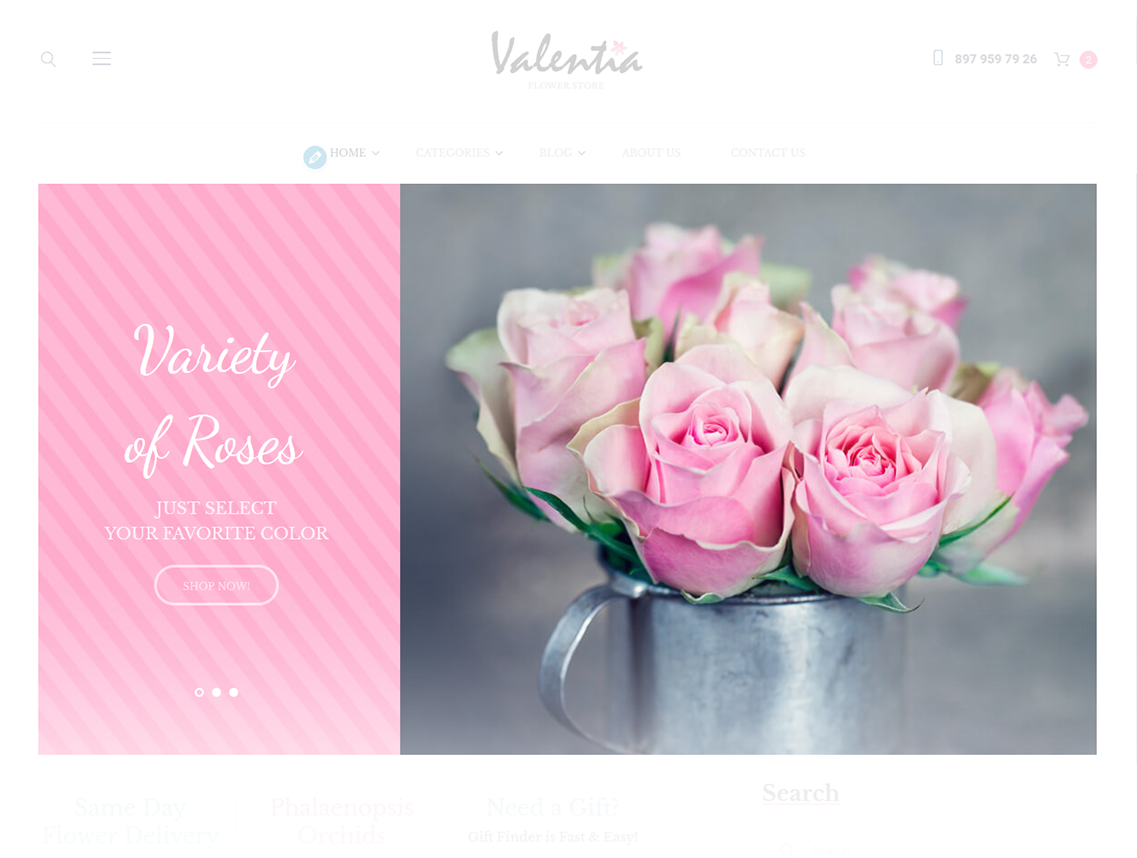 Valentia
FLOWER STORE
897 959 79 26
2
HOME
CATEGORIES
BLOG
ABOUT US
CONTACT US
Variety
of Roses
JUST SELECT
YOUR FAVORITE COLOR
SHOP NOW!
Same Day
Flower Delivery
Phalaenopsis
Orchids
Need a Gift?
Gift Finder is Fast & Easy!
Search